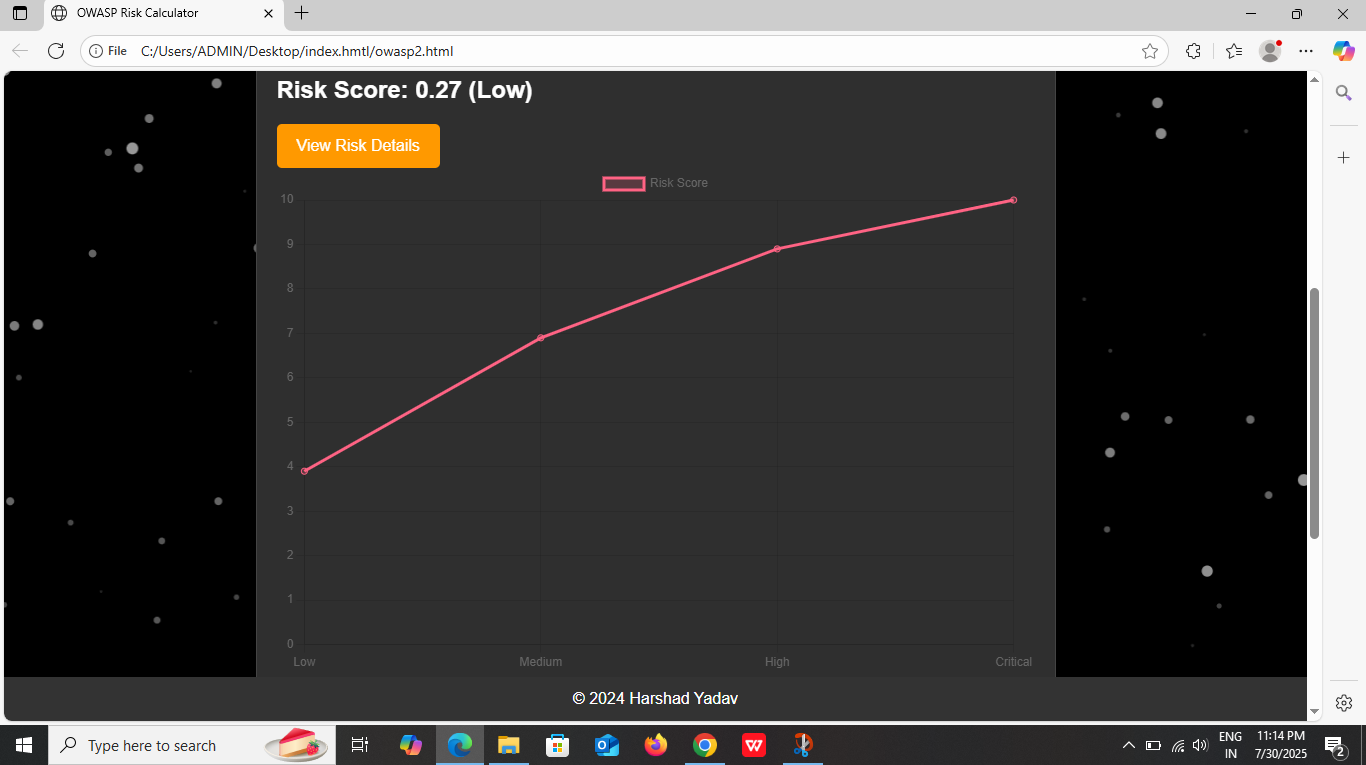 OWASP Risk Calculator
File C:/Users/ADMIN/Desktop/index.hmtl/owasp2.html
Risk Score: 0.27 (Low)
View Risk Details
Risk Score
10
9
8
7
6
5
4
3
2
1
0
Low Medium High Critical
© 2024 Harshad Yadav
Type here to search
ENG
IN
11:14 PM
7/30/2025
2